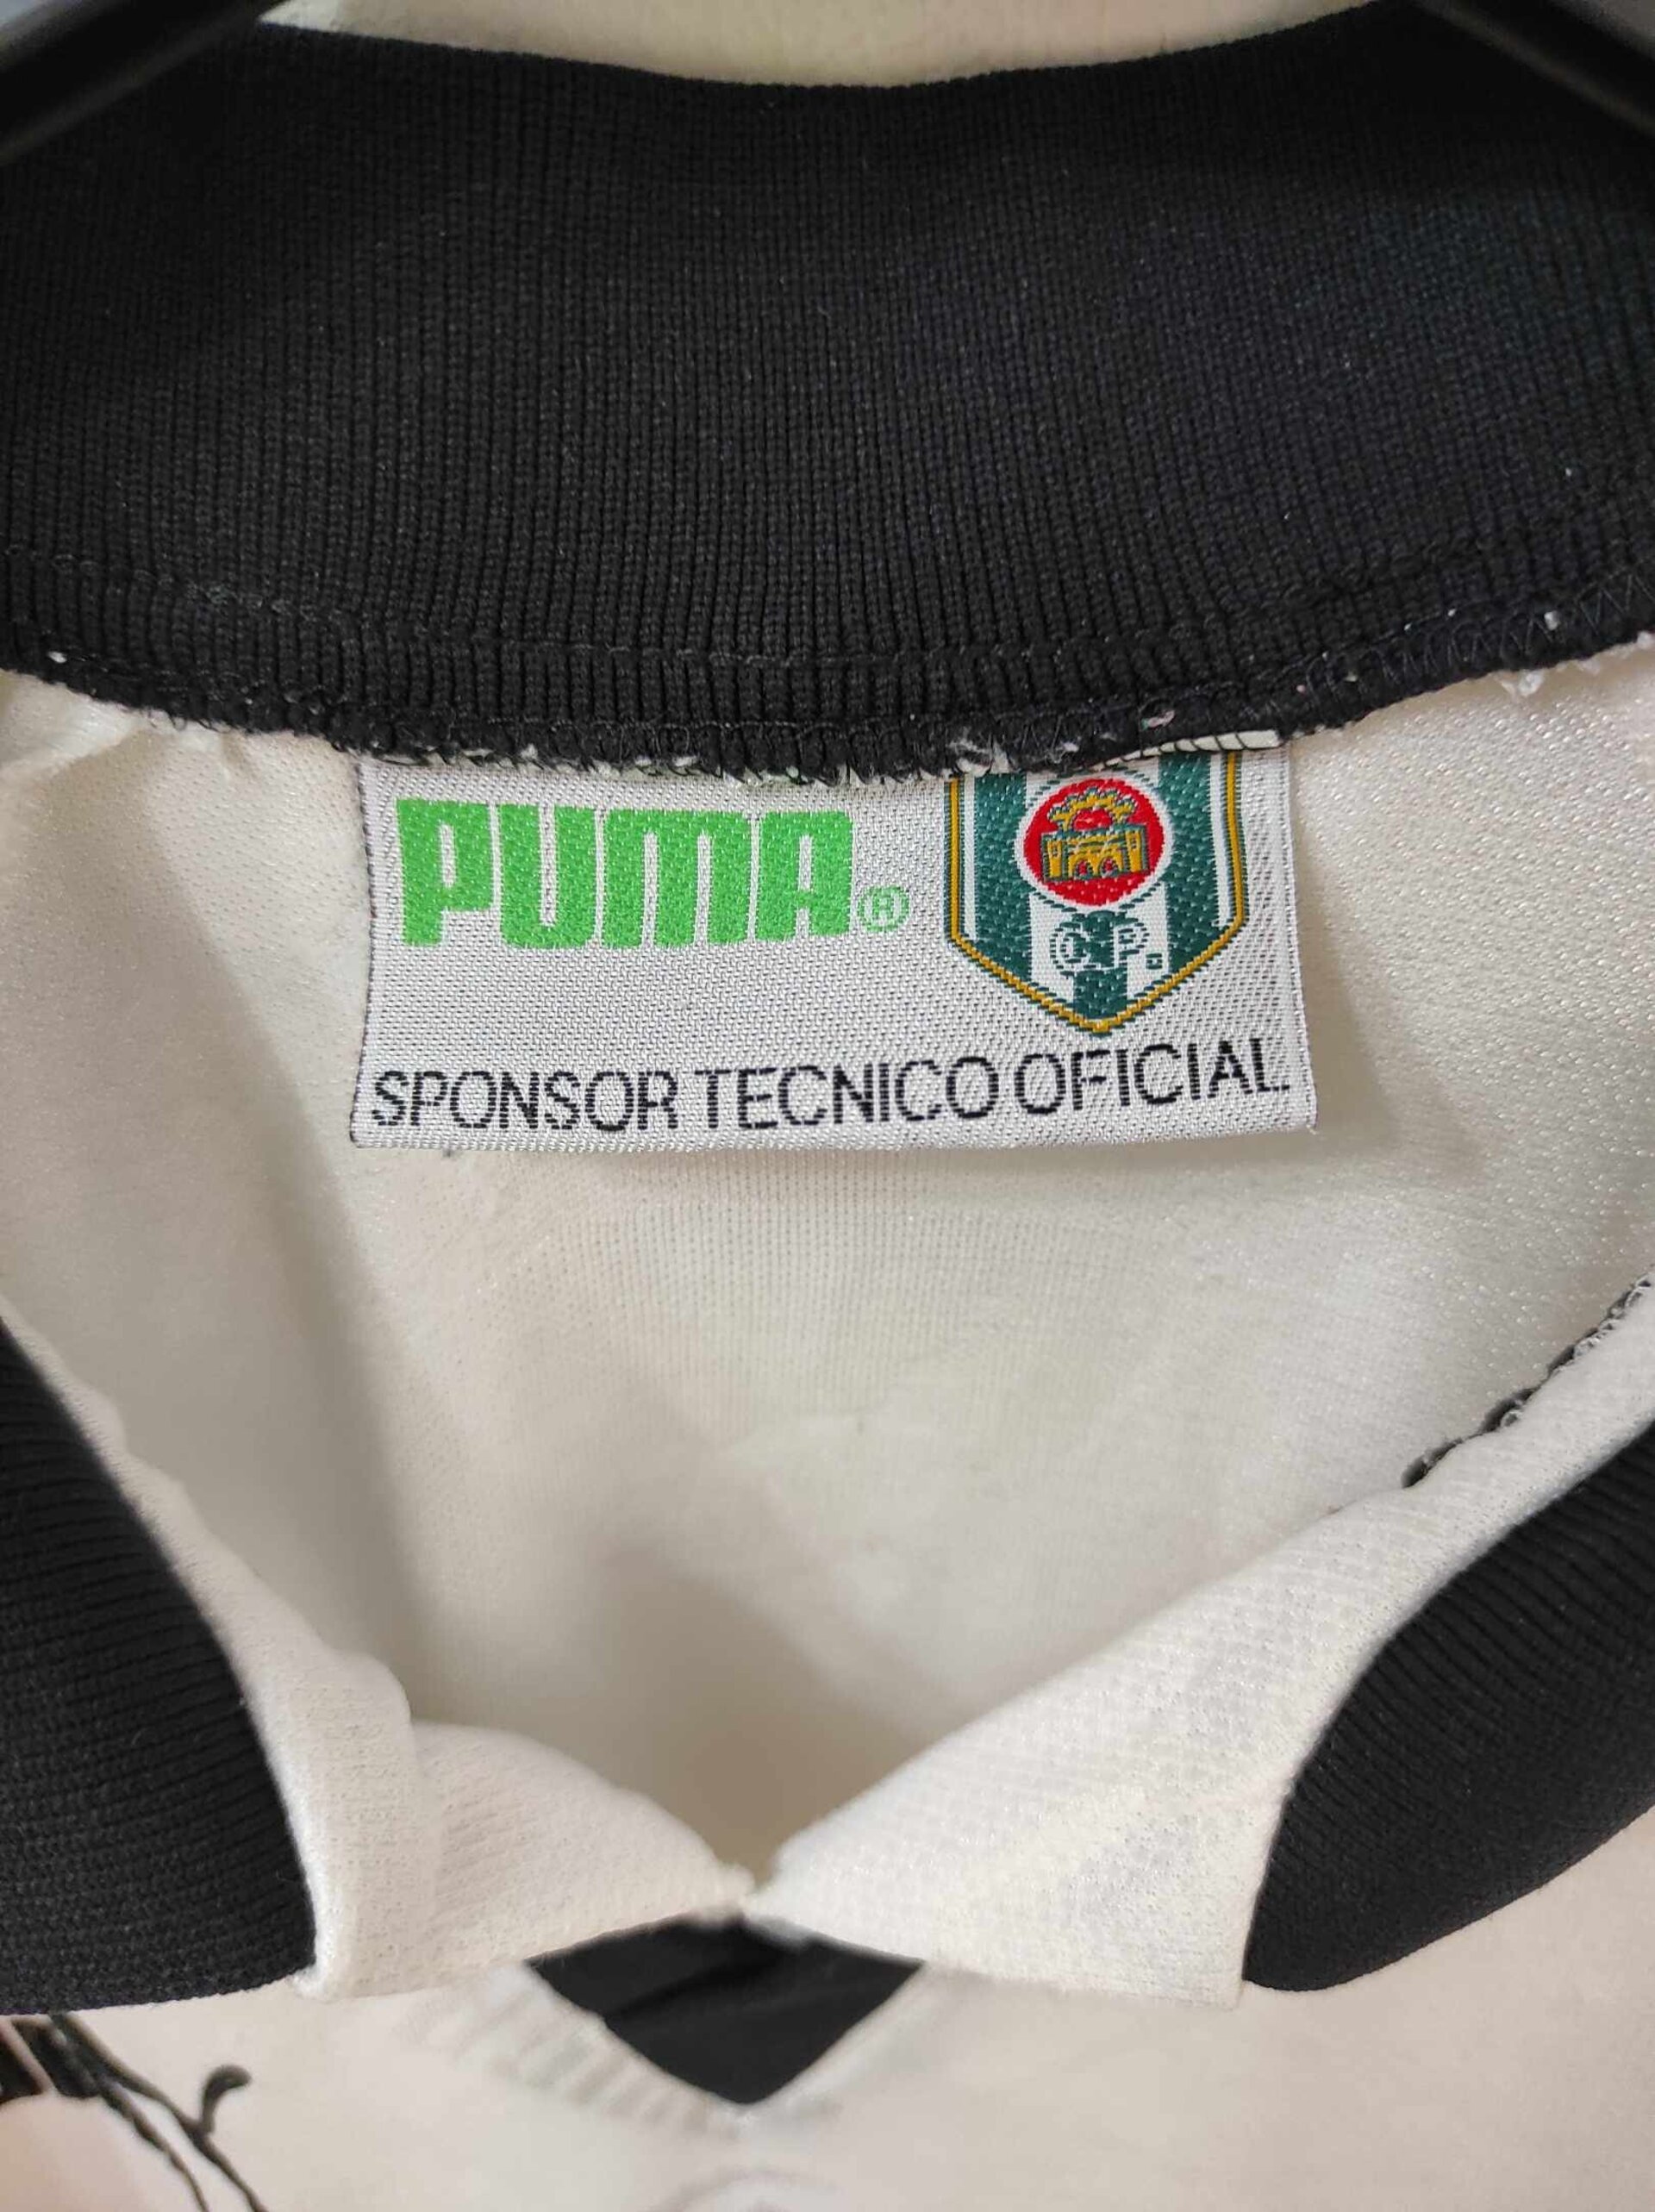 PUMA®
C.P.
SPONSOR TECNICO OFICIAL